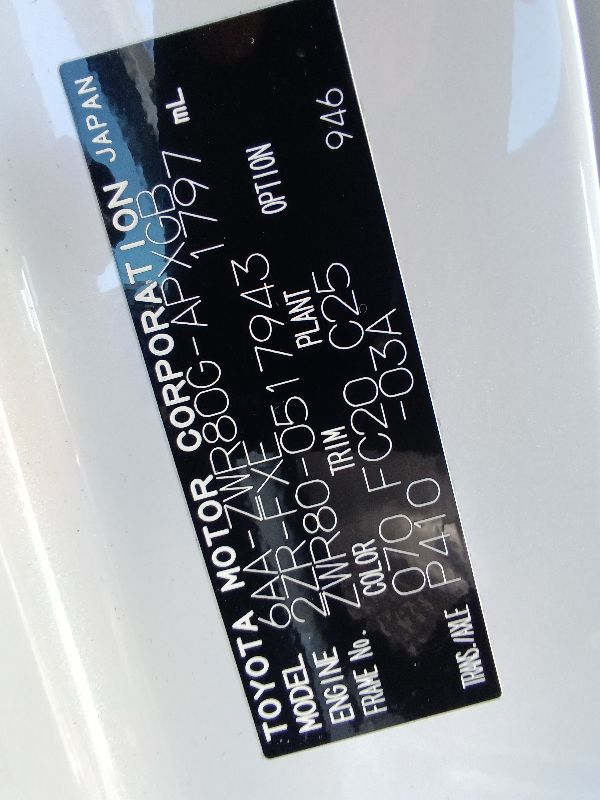 TOYOTA MOTOR CORPORATION JAPAN
MODEL 6AA-ZWR80G-APXGB
ENGINE 2ZR-FXE 1797 mL
FRAME No. ZWR80-0517943
COLOR TRIM PLANT OPTION
070 FC20 C25 946
TRANS./AXLE P410 -03A